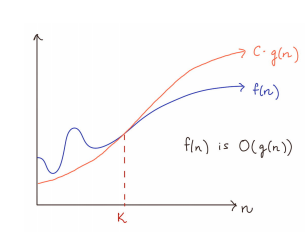 C · g(n)
f(n)
f(n) is O(g(n))
n
K